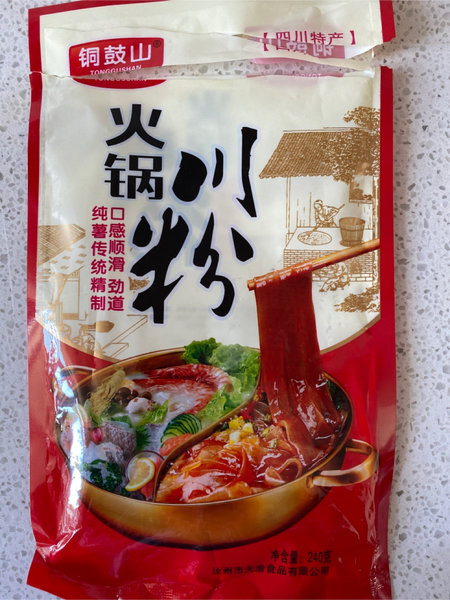 铜鼓山®
TONGGUSHAN
【四川特产】
火锅
川粉
口感顺滑 劲道
纯薯传统精制
净含量: 240克